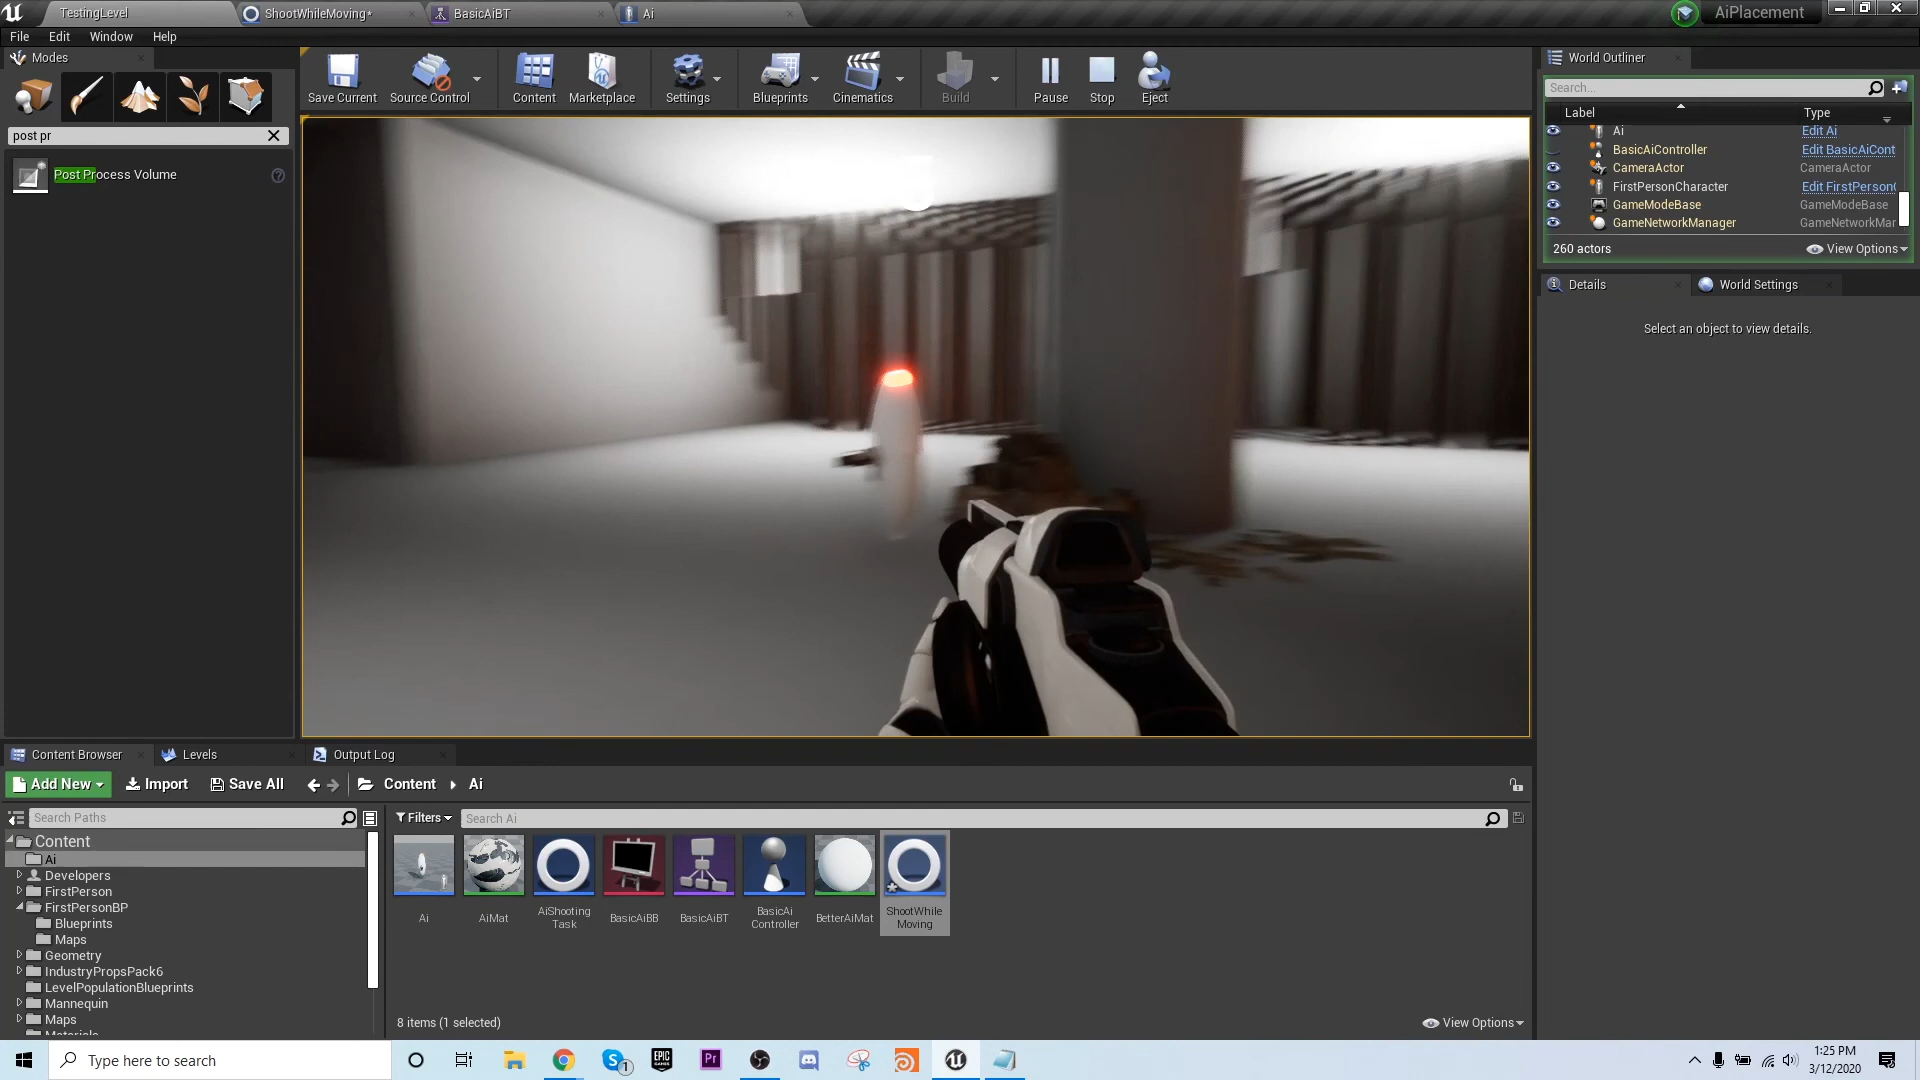 TestingLevel
ShootWhileMoving*
BasicAiBT
Ai
AiPlacement
File
Edit
Window
Help
Modes
post pr
Post Process Volume
Save Current
Source Control
Content
Marketplace
Settings
Blueprints
Cinematics
Build
Pause
Stop
Eject
World Outliner
Search...
Label
Type
Ai
Edit Ai
BasicAiController
Edit BasicAiCont
CameraActor
CameraActor
FirstPersonCharacter
Edit FirstPerson
GameModeBase
GameModeBase
GameNetworkManager
GameNetworkMar
260 actors
View Options
Details
World Settings
Select an object to view details.
Content Browser
Levels
Output Log
Add New
Import
Save All
Content
Ai
Search Paths
Filters
Search Ai
Content
Ai
Developers
FirstPerson
FirstPersonBP
Blueprints
Maps
Geometry
IndustryPropsPack6
LevelPopulationBlueprints
Mannequin
Maps
Materials
Ai
AiMat
AiShooting
Task
BasicAiBB
BasicAiBT
BasicAi
Controller
BetterAiMat
ShootWhile
Moving
8 items (1 selected)
View Options
Type here to search
1
EPIC
GAMES
Pr
1:25 PM
3/12/2020